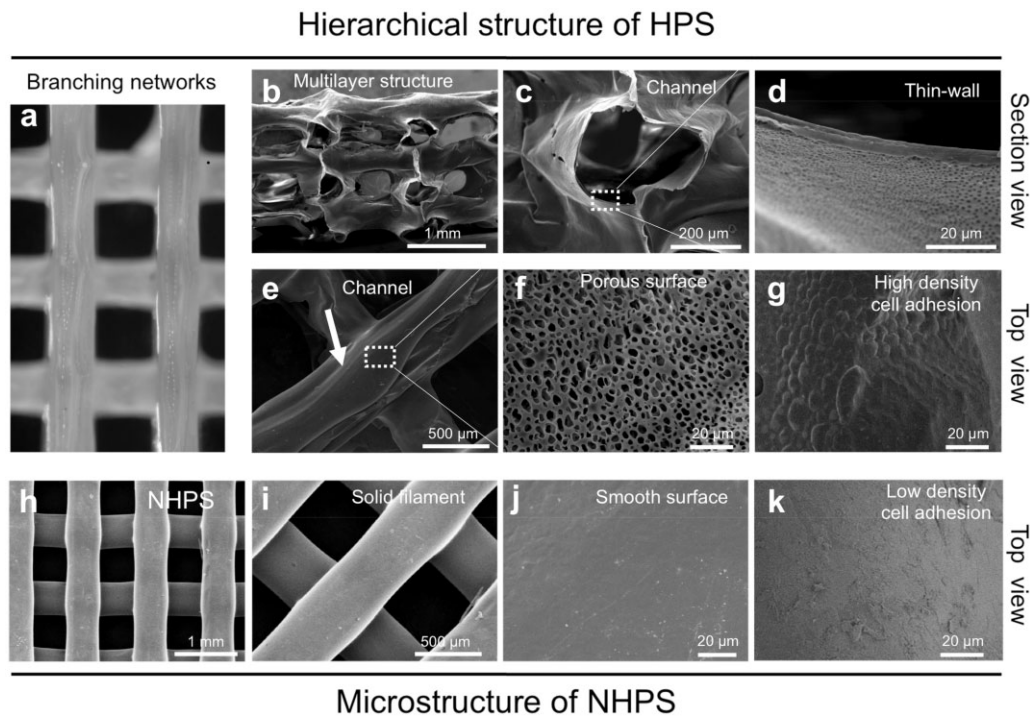 Hierarchical structure of HPS
Branching networks
a
b
Multilayer structure
1 mm
c
Channel
200 µm
d
Thin-wall
20 µm
Section view
e
Channel
500 µm
f
Porous surface
20 µm
g
High density
cell adhesion
20 µm
Top view
h
NHPS
1 mm
i
Solid filament
500 µm
j
Smooth surface
20 µm
k
Low density
cell adhesion
20 µm
Top view
Microstructure of NHPS